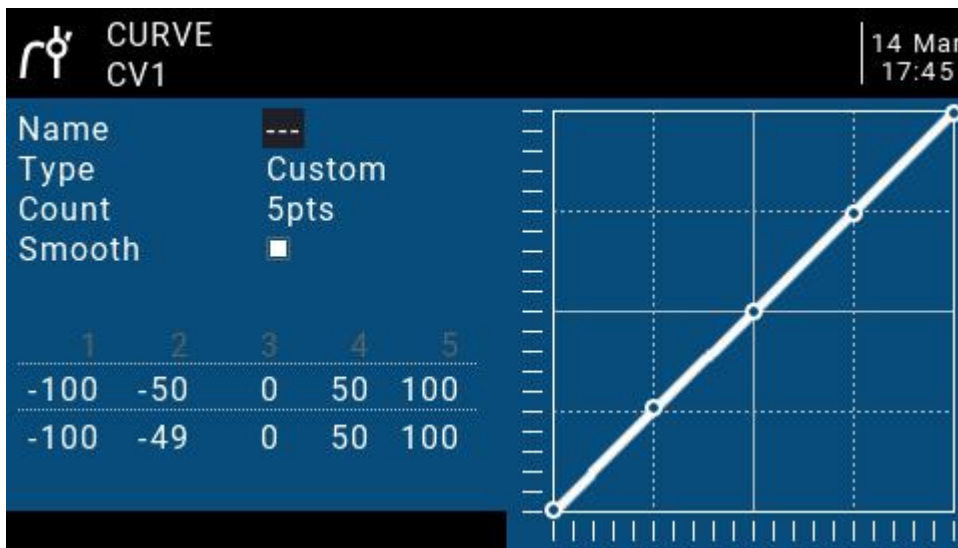 CURVE
CV1
14 Mar
17:45
Name ---
Type Custom
Count 5pts
Smooth
1 2 3 4 5
-100 -50 0 50 100
-100 -49 0 50 100